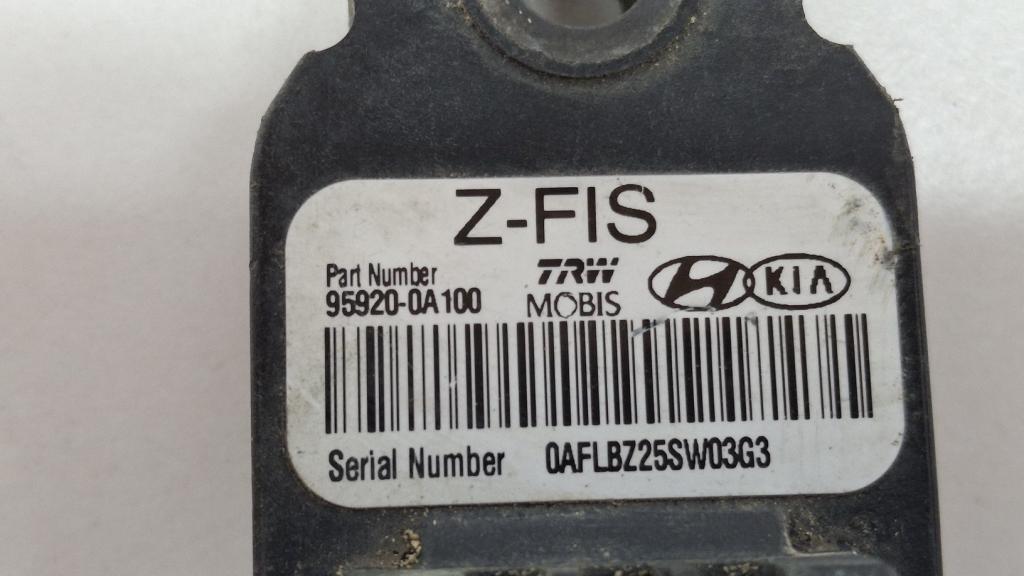 Z-FIS
Part Number
95920-0A100
TRW
MOBIS
KIA
Serial Number 0AFLBZ25SW03G3